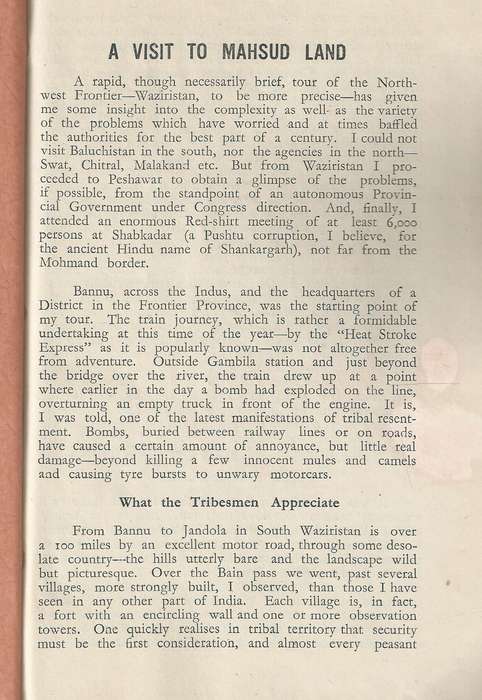 A VISIT TO MAHSUD LAND
A rapid, though necessarily brief, tour of the North-
west Frontier—Waziristan, to be more precise—has given
me some insight into the complexity as well as the variety
of the problems which have worried and at times baffled
the authorities for the best part of a century. I could not
visit Baluchistan in the south, nor the agencies in the north—
Swat, Chitral, Malakand etc. But from Waziristan I pro-
ceeded to Peshawar to obtain a glimpse of the problems,
if possible, from the standpoint of an autonomous Provin-
cial Government under Congress direction. And, finally, I
attended an enormous Red-shirt meeting of at least 6,000
persons at Shabkadar (a Pushtu corruption, I believe, for
the ancient Hindu name of Shankargarh), not far from the
Mohmand border.
Bannu, across the Indus, and the headquarters of a
District in the Frontier Province, was the starting point of
my tour. The train journey, which is rather a formidable
undertaking at this time of the year—by the "Heat Stroke
Express" as it is popularly known—was not altogether free
from adventure. Outside Gambila station and just beyond
the bridge over the river, the train drew up at a point
where earlier in the day a bomb had exploded on the line,
overturning an empty truck in front of the engine. It is,
I was told, one of the latest manifestations of tribal resent-
ment. Bombs, buried between railway lines or on roads,
have caused a certain amount of annoyance, but little real
damage—beyond killing a few innocent mules and camels
and causing tyre bursts to unwary motorcars.
What the Tribesmen Appreciate
From Bannu to Jandola in South Waziristan is over
a 100 miles by an excellent motor road, through some deso-
late country—the hills utterly bare and the landscape wild
but picturesque. Over the Bain pass we went, past several
villages, more strongly built, I observed, than those I have
seen in any other part of India. Each village is, in fact,
a fort with an encircling wall and one or more observation
towers. One quickly realises in tribal territory that security
must be the first consideration, and almost every peasant